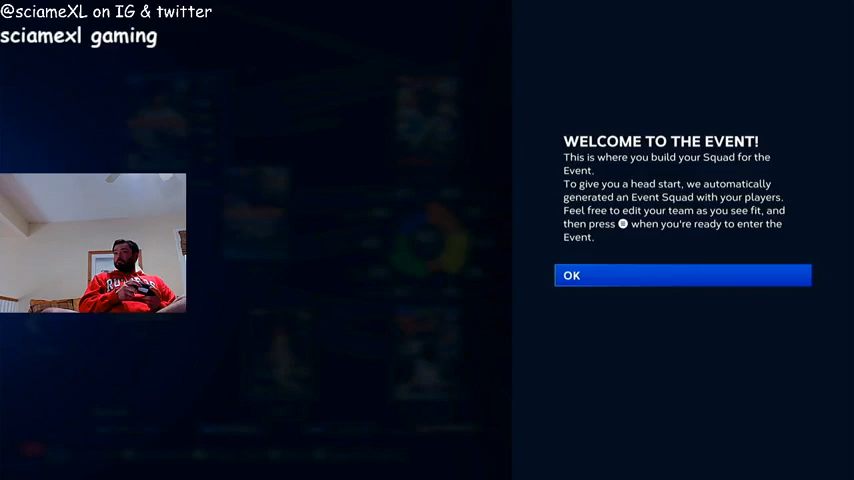 @sciameXL on IG & twitter
sciamexl gaming
WELCOME TO THE EVENT!
This is where you build your Squad for the
Event.
To give you a head start, we automatically
generated an Event Squad with your players.
Feel free to edit your team as you see fit, and
then press when you're ready to enter the
Event.
OK
RUTGERS